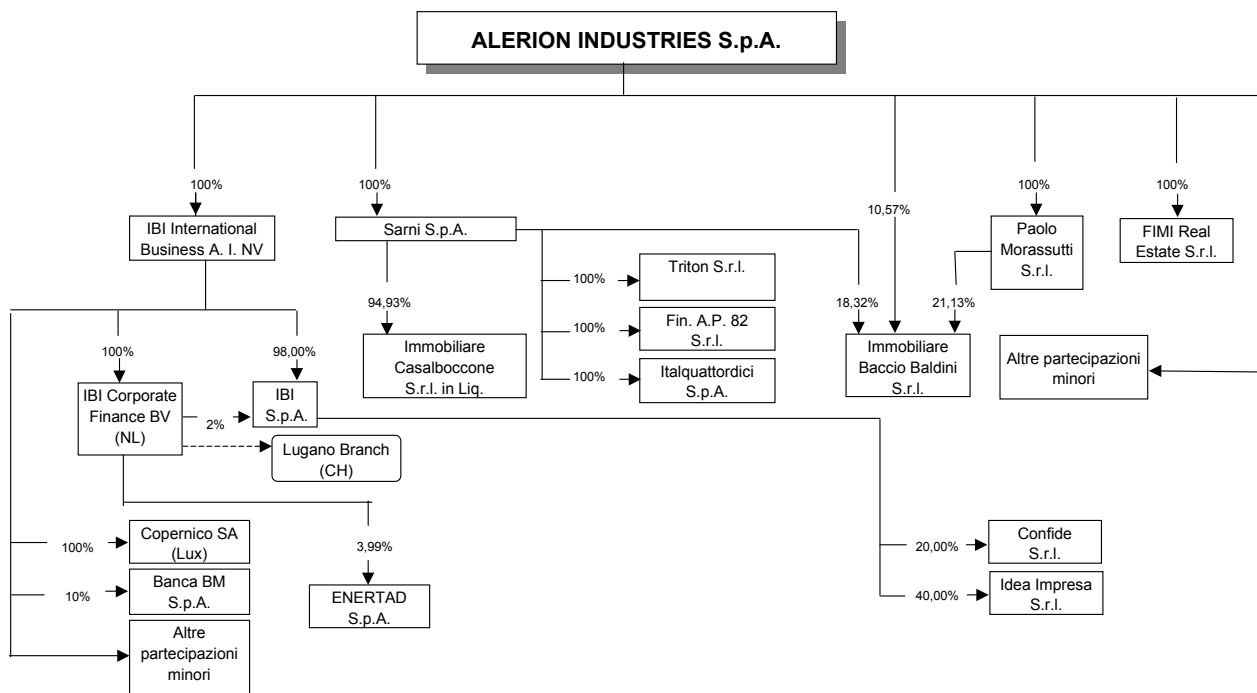 ALERION INDUSTRIES S.p.A.
100%
100%
10,57%
100%
100%
IBI International
Business A. I. NV
Sarni S.p.A.
Paolo
Morassutti
S.r.l.
FIMI Real
Estate S.r.l.
100%
Triton S.r.l.
94,93%
18,32%
21,13%
100%
Fin. A.P. 82
S.r.l.
100%
98,00%
Immobiliare
Casalboccone
S.r.l. in Liq.
100%
Italquattordici
S.p.A.
Immobiliare
Baccio Baldini
S.r.l.
Altre partecipazioni
minori
IBI Corporate
Finance BV
(NL)
2%
IBI
S.p.A.
Lugano Branch
(CH)
100%
Copernico SA
(Lux)
3,99%
20,00%
Confide
S.r.l.
10%
Banca BM
S.p.A.
ENERTAD
S.p.A.
40,00%
Idea Impresa
S.r.l.
Altre
partecipazioni
minori